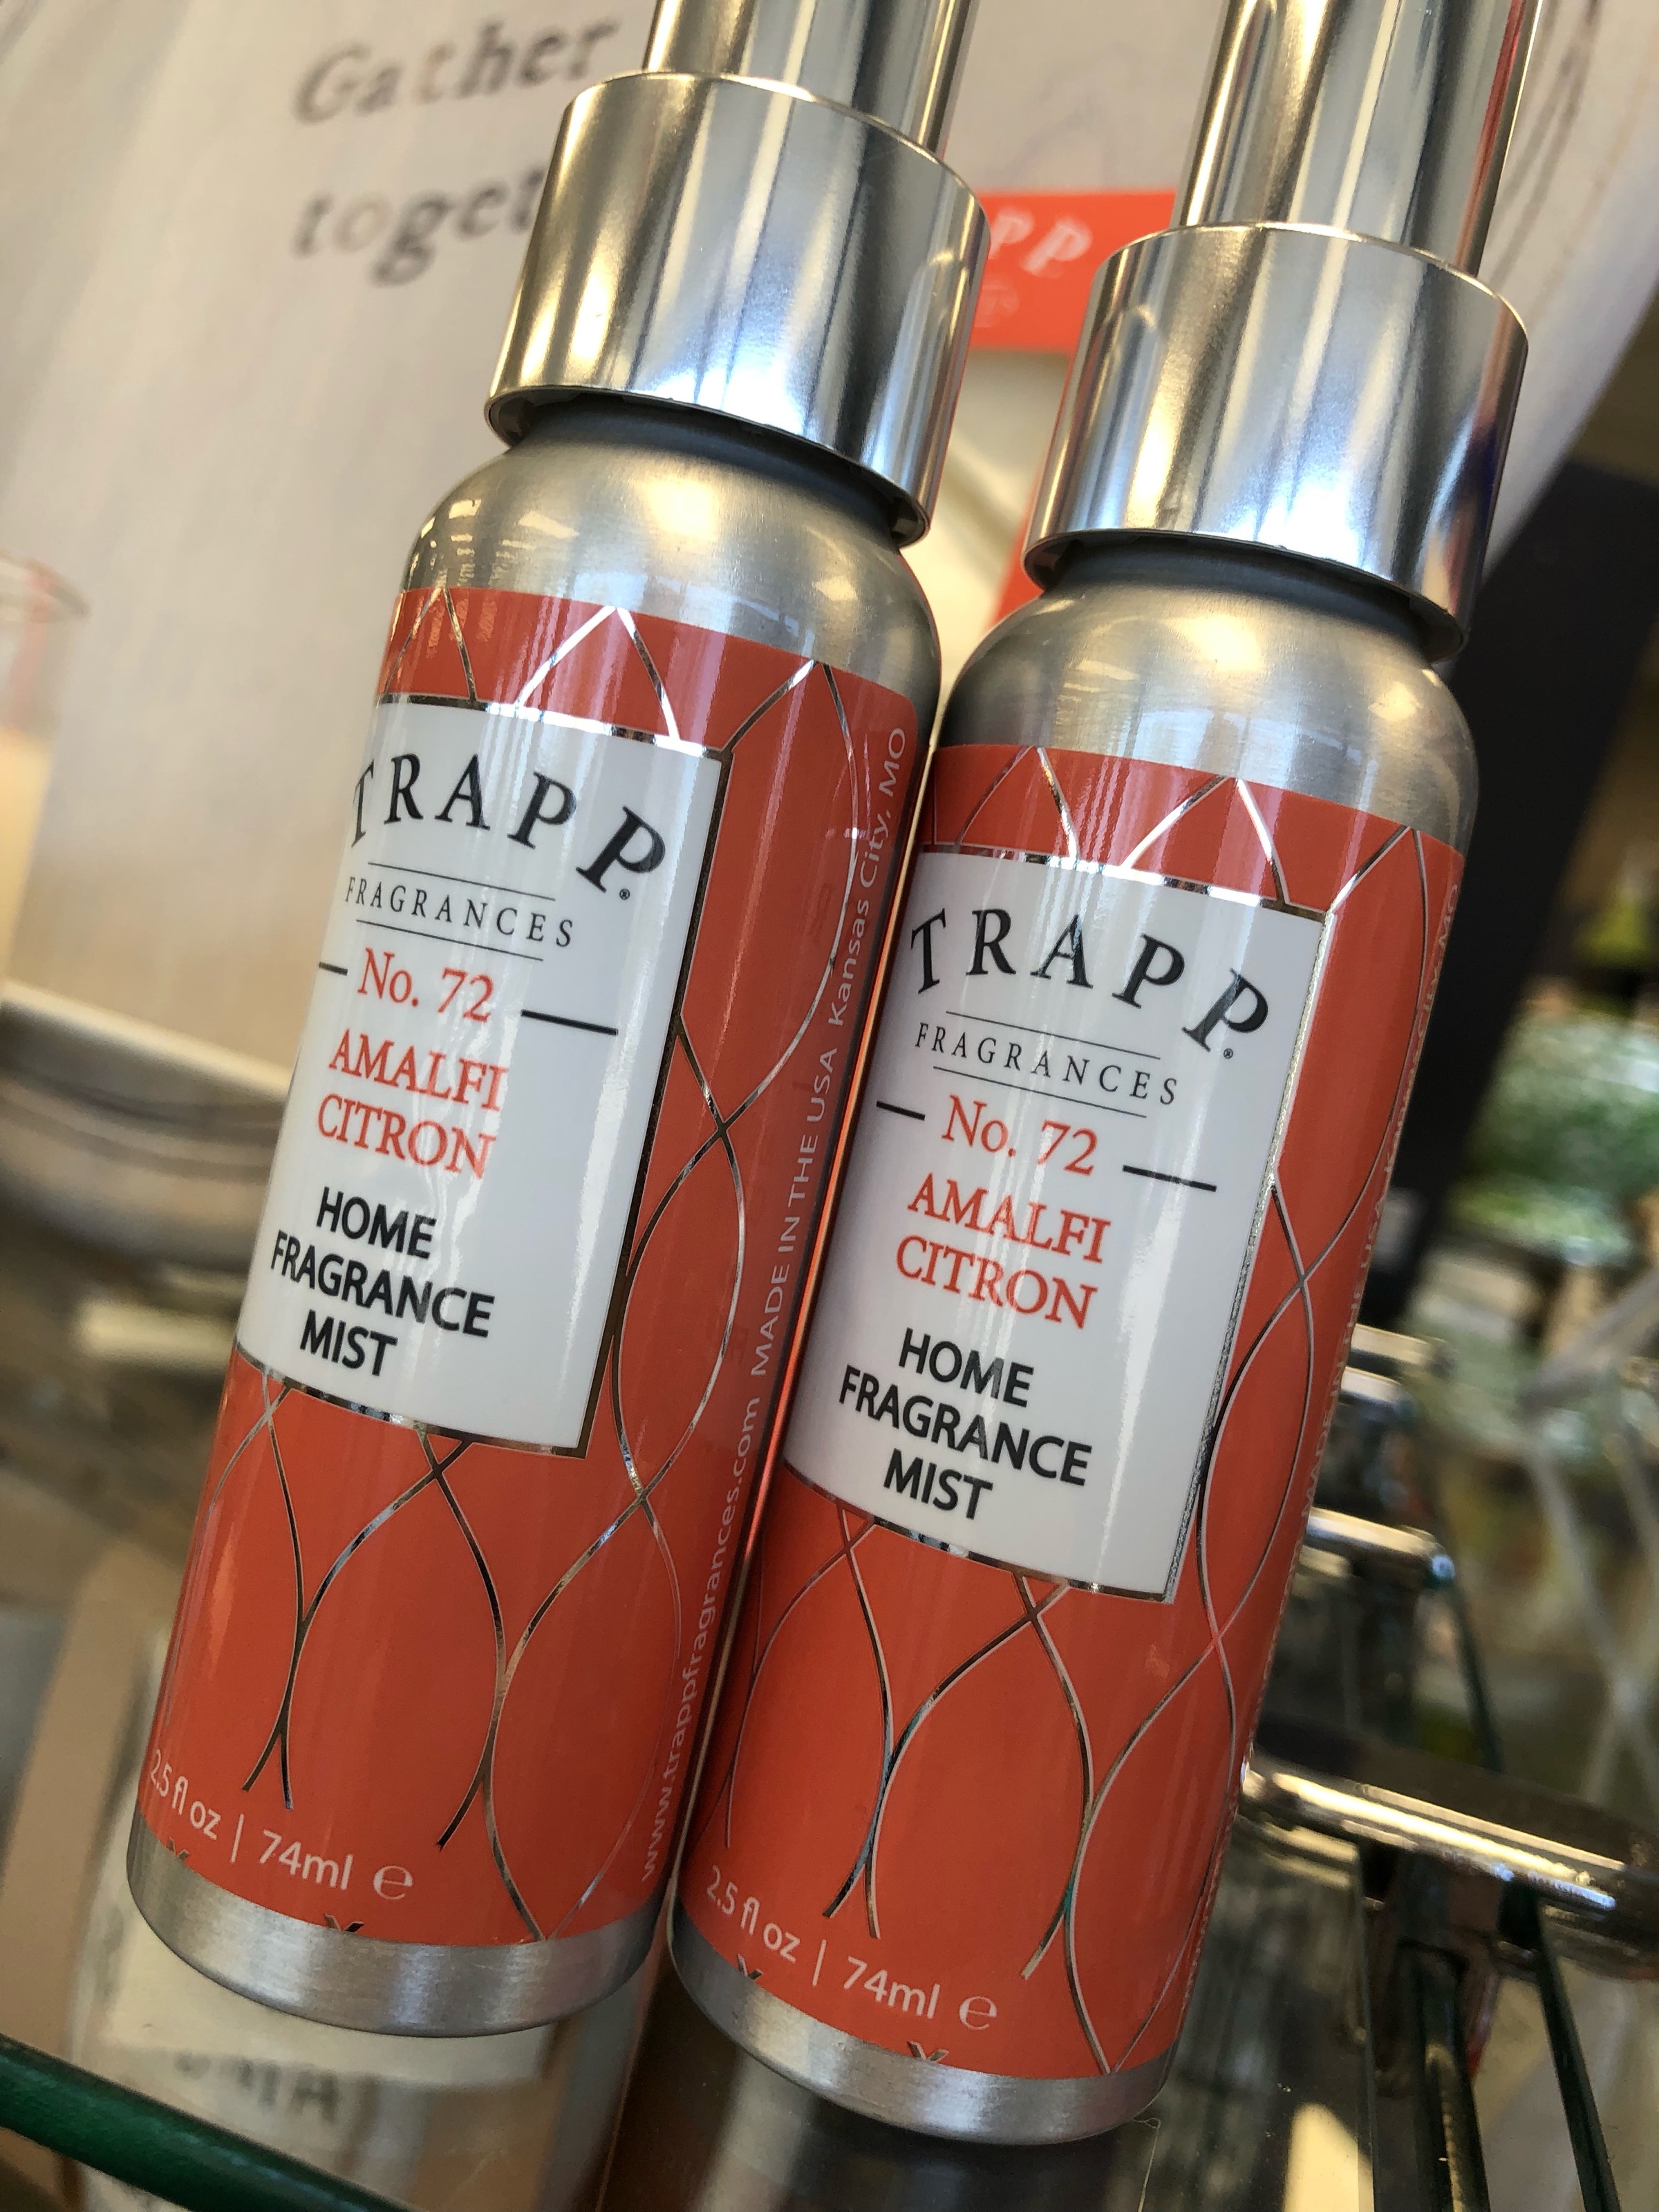 Gather
TRAPP®
FRAGRANCES
No. 72
AMALFI
CITRON
HOME
FRAGRANCE
MIST
2.5 fl oz | 74ml ℮
www.trappfragrances.com MADE IN THE USA Kansas City, MO
TRAPP®
FRAGRANCES
No. 72
AMALFI
CITRON
HOME
FRAGRANCE
MIST
2.5 fl oz | 74ml ℮